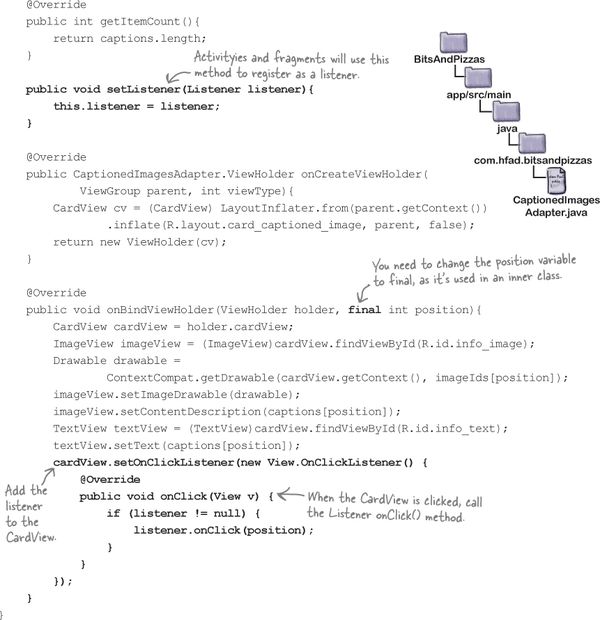 @Override
public int getItemCount(){
return captions.length;
}
Activityies and fragments will use this
method to register as a listener.
public void setListener(Listener listener){
this.listener = listener;
}
BitsAndPizzas
app/src/main
java
com.hfad.bitsandpizzas
CaptionedImages
Adapter.java
@Override
public CaptionedImagesAdapter.ViewHolder onCreateViewHolder(
ViewGroup parent, int viewType){
CardView cv = (CardView) LayoutInflater.from(parent.getContext())
.inflate(R.layout.card_captioned_image, parent, false);
return new ViewHolder(cv);
}
You need to change the position variable
to final, as it's used in an inner class.
@Override
public void onBindViewHolder(ViewHolder holder, final int position){
CardView cardView = holder.cardView;
ImageView imageView = (ImageView)cardView.findViewById(R.id.info_image);
Drawable drawable =
ContextCompat.getDrawable(cardView.getContext(), imageIds[position]);
imageView.setImageDrawable(drawable);
imageView.setContentDescription(captions[position]);
TextView textView = (TextView)cardView.findViewById(R.id.info_text);
textView.setText(captions[position]);
cardView.setOnClickListener(new View.OnClickListener() {
Add the
listener
to the
CardView.
@Override
public void onClick(View v) {
When the CardView is clicked, call
the Listener onClick() method.
if (listener != null) {
listener.onClick(position);
}
}
});
}
}